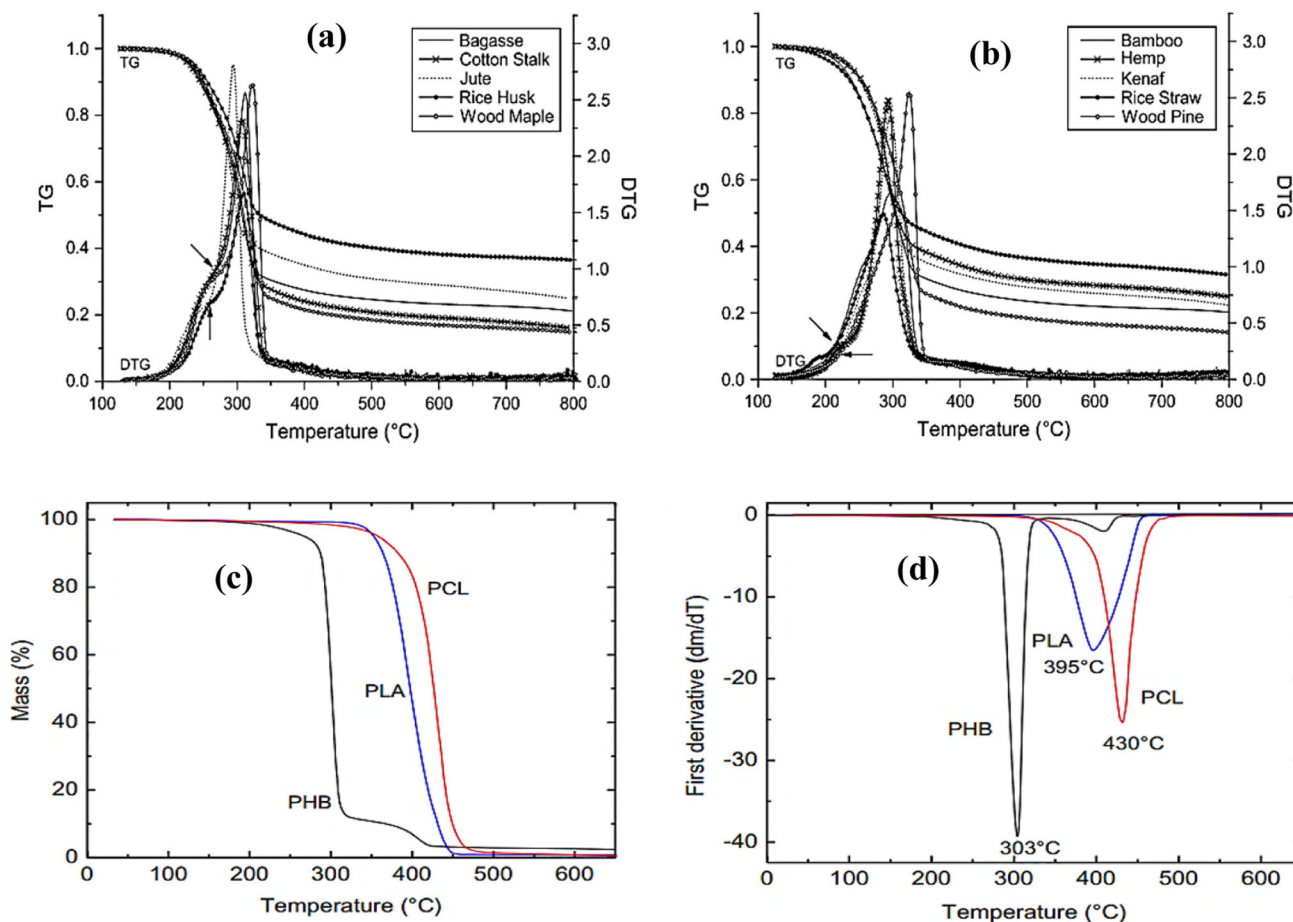 (a)
Bagasse
Cotton Stalk
Jute
Rice Husk
Wood Maple
TG
DTG
TG
DTG
1.0
0.8
0.6
0.4
0.2
0.0
3.0
2.5
2.0
1.5
1.0
0.5
0.0
100 200 300 400 500 600 700 800
Temperature (°C)
(b)
Bamboo
Hemp
Kenaf
Rice Straw
Wood Pine
TG
DTG
TG
DTG
1.0
0.8
0.6
0.4
0.2
0.0
3.0
2.5
2.0
1.5
1.0
0.5
0.0
100 200 300 400 500 600 700 800
Temperature (°C)
(c)
PCL
PLA
PHB
Mass (%)
100
80
60
40
20
0
0 100 200 300 400 500 600
Temperature (°C)
(d)
PLA
395°C
PCL
430°C
PHB
303°C
First derivative (dm/dT)
0
-10
-20
-30
-40
0 100 200 300 400 500 600
Temperature (°C)